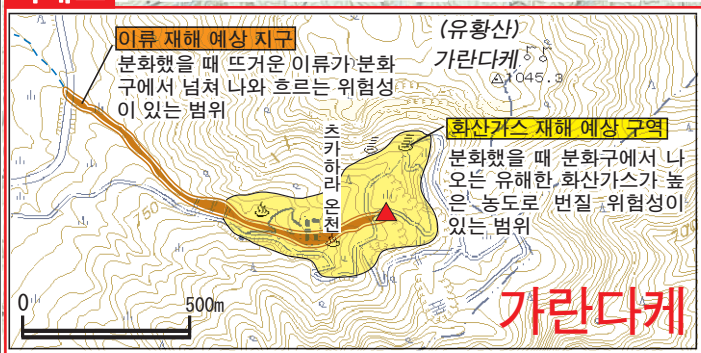 이류 재해 예상 지구
분화했을 때 뜨거운 이류가 분화
구에서 넘쳐 나와 흐르는 위험성
이 있는 범위
(유황산)
가란다케
1045.3
츠카하라 온천
화산가스 재해 예상 구역
분화했을 때 분화구에서 나
오는 유해한 화산가스가 높
은 농도로 번질 위험성이
있는 범위
750
0
500m
가란다케